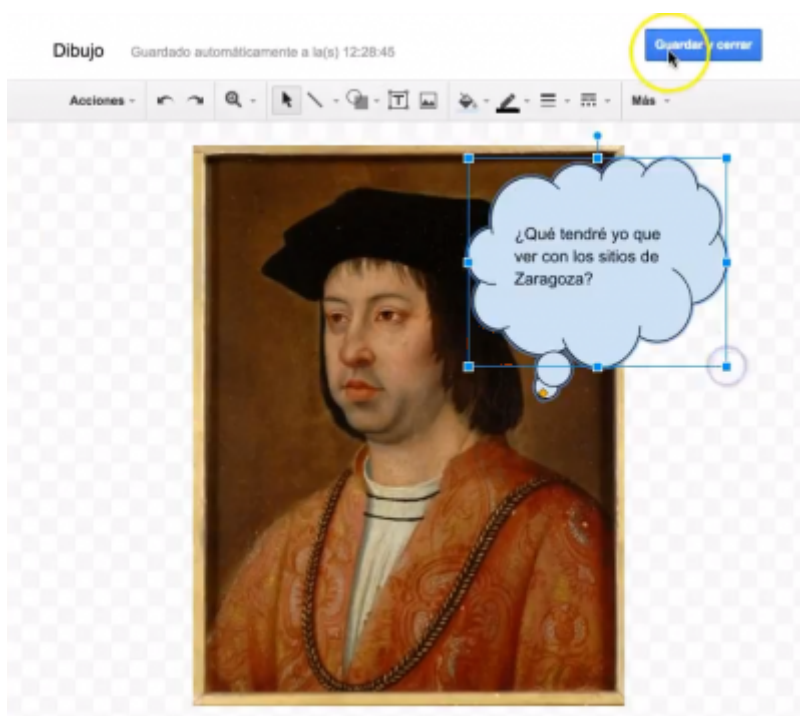 Dibujo
Guardado automáticamente a la(s) 12:28:45
Guardar y cerrar
Acciones
Más
¿Qué tendré yo que
ver con los sitios de
Zaragoza?